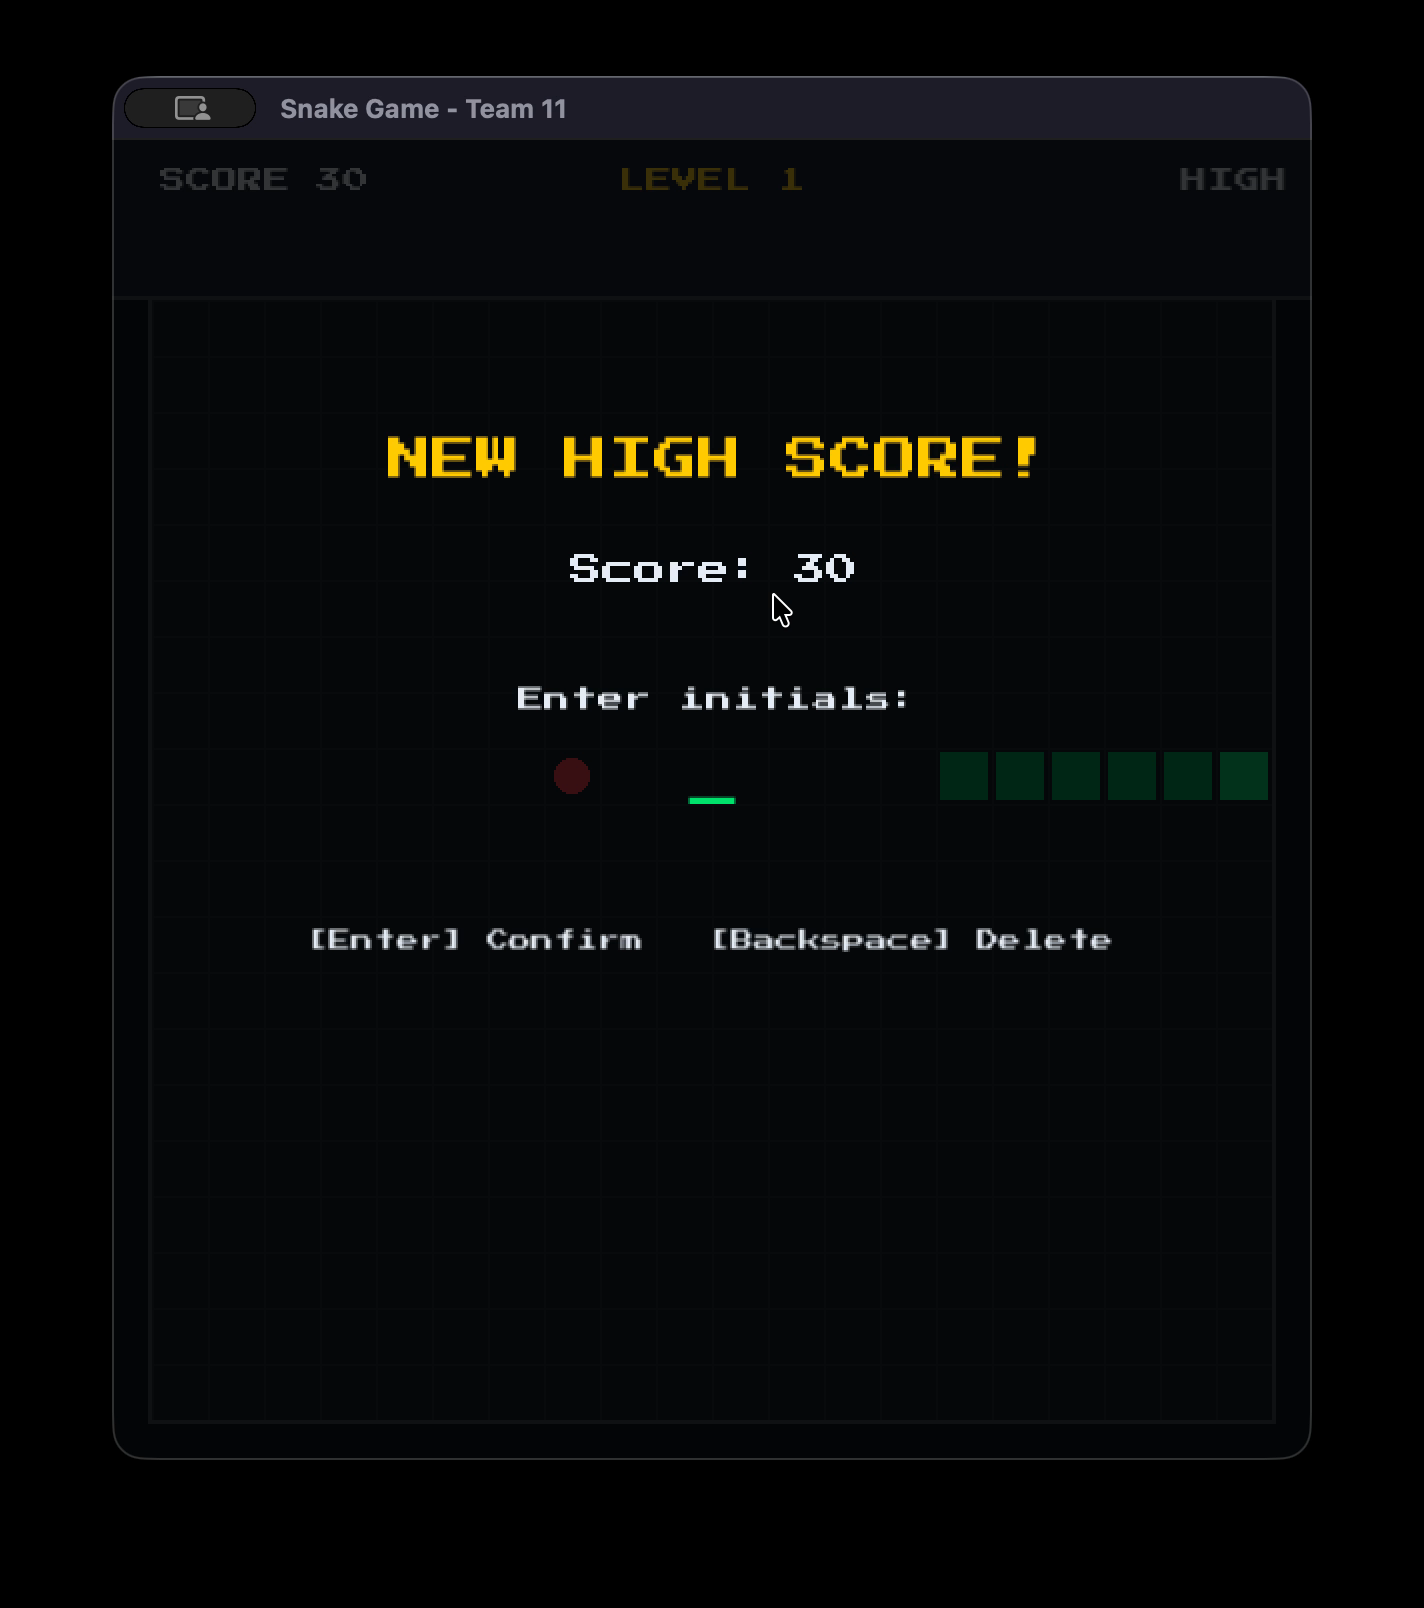 Snake Game - Team 11
SCORE 30 LEVEL 1 HIGH
NEW HIGH SCORE!
Score: 30
Enter initials:
[Enter] Confirm [Backspace] Delete